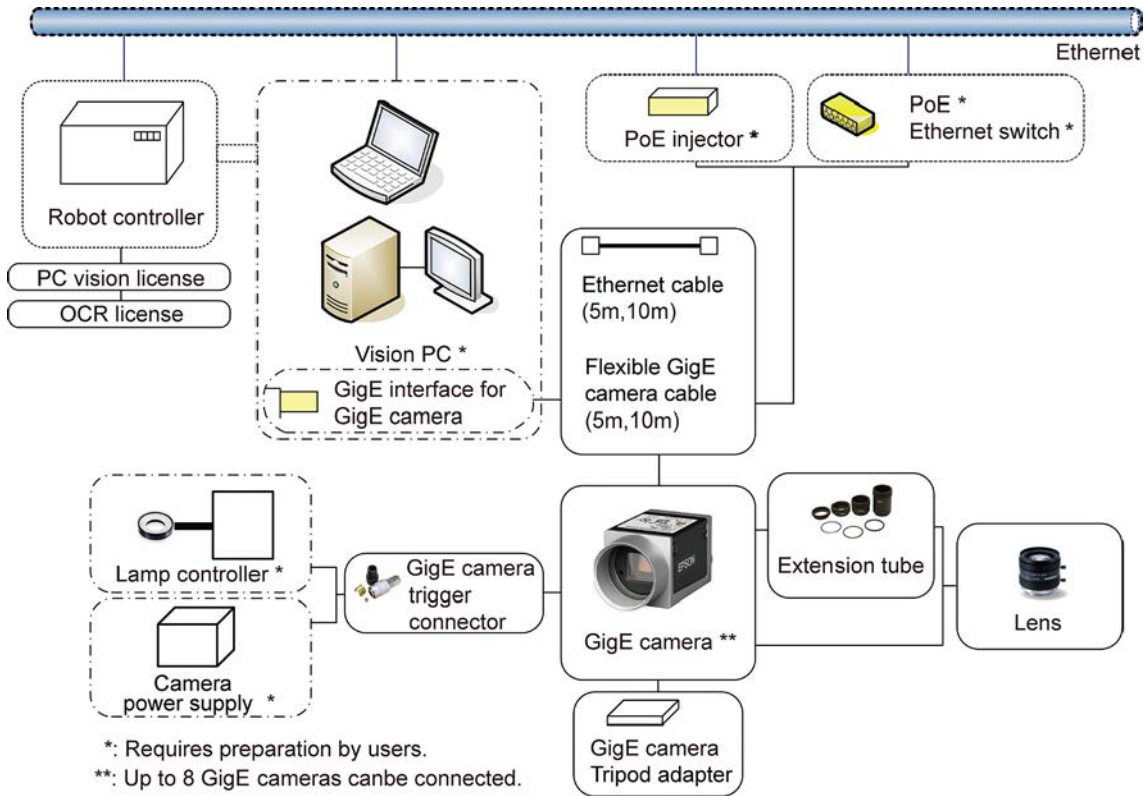 Ethernet
Robot controller
PC vision license
OCR license
Vision PC *
GigE interface for
GigE camera
PoE injector *
PoE *
Ethernet switch *
Ethernet cable
(5m,10m)
Flexible GigE
camera cable
(5m,10m)
Lamp controller *
Camera
power supply *
GigE camera
trigger
connector
EPSON
GigE camera **
Extension tube
Lens
GigE camera
Tripod adapter
*: Requires preparation by users.
**: Up to 8 GigE cameras canbe connected.